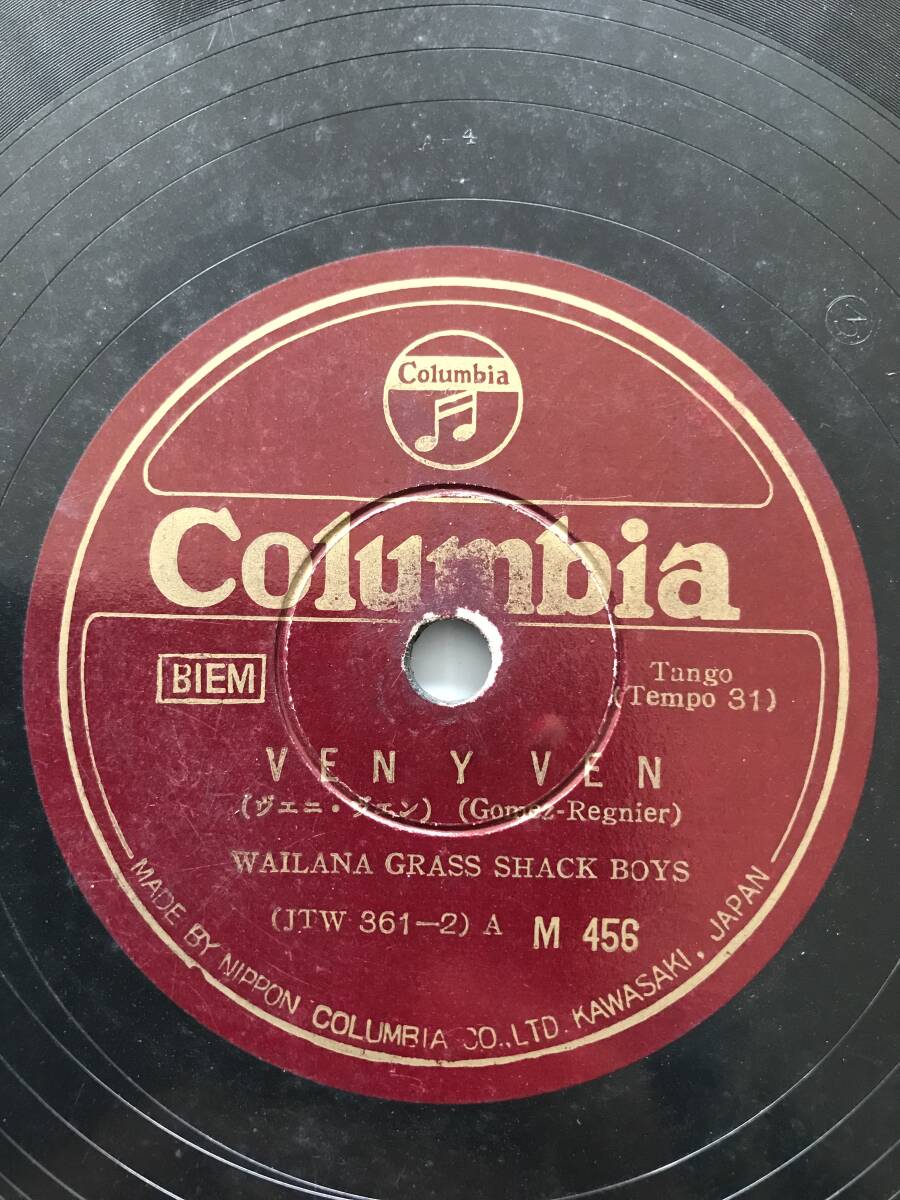 A-4
Columbia
Columbia
BIEM
Tango
(Tempo 31)
VEN Y VEN
(ヴェニ・ヴェン) (Gomez-Regnier)
WAILANA GRASS SHACK BOYS
(JTW 361-2) A M 456
MADE BY NIPPON COLUMBIA CO., LTD. KAWASAKI, JAPAN